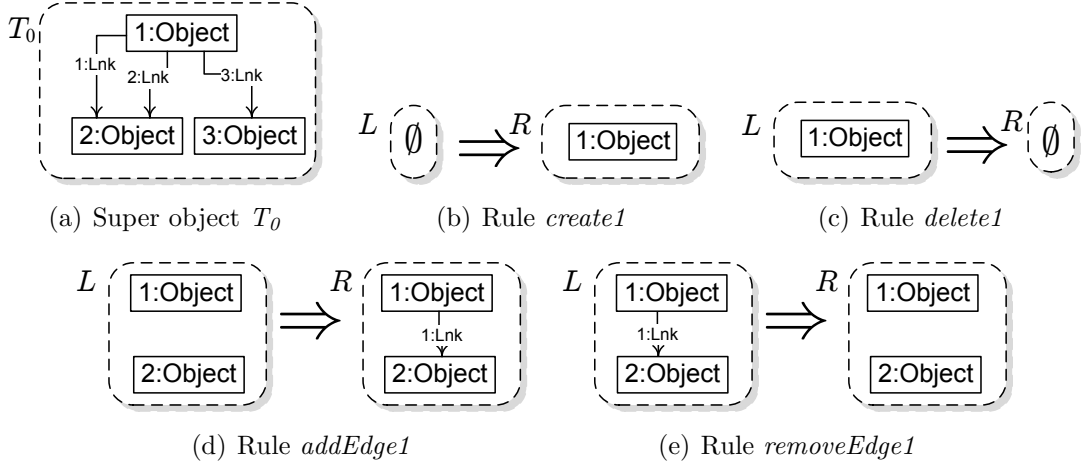 T₀
1:Object
1:Lnk
2:Lnk
3:Lnk
2:Object 3:Object
(a) Super object T₀
L ∅ ⇒ R 1:Object
(b) Rule create1
L 1:Object ⇒ R ∅
(c) Rule delete1
L
1:Object
2:Object
⇒
R
1:Object
1:Lnk
2:Object
(d) Rule addEdge1
L
1:Object
1:Lnk
2:Object
⇒
R
1:Object
2:Object
(e) Rule removeEdge1